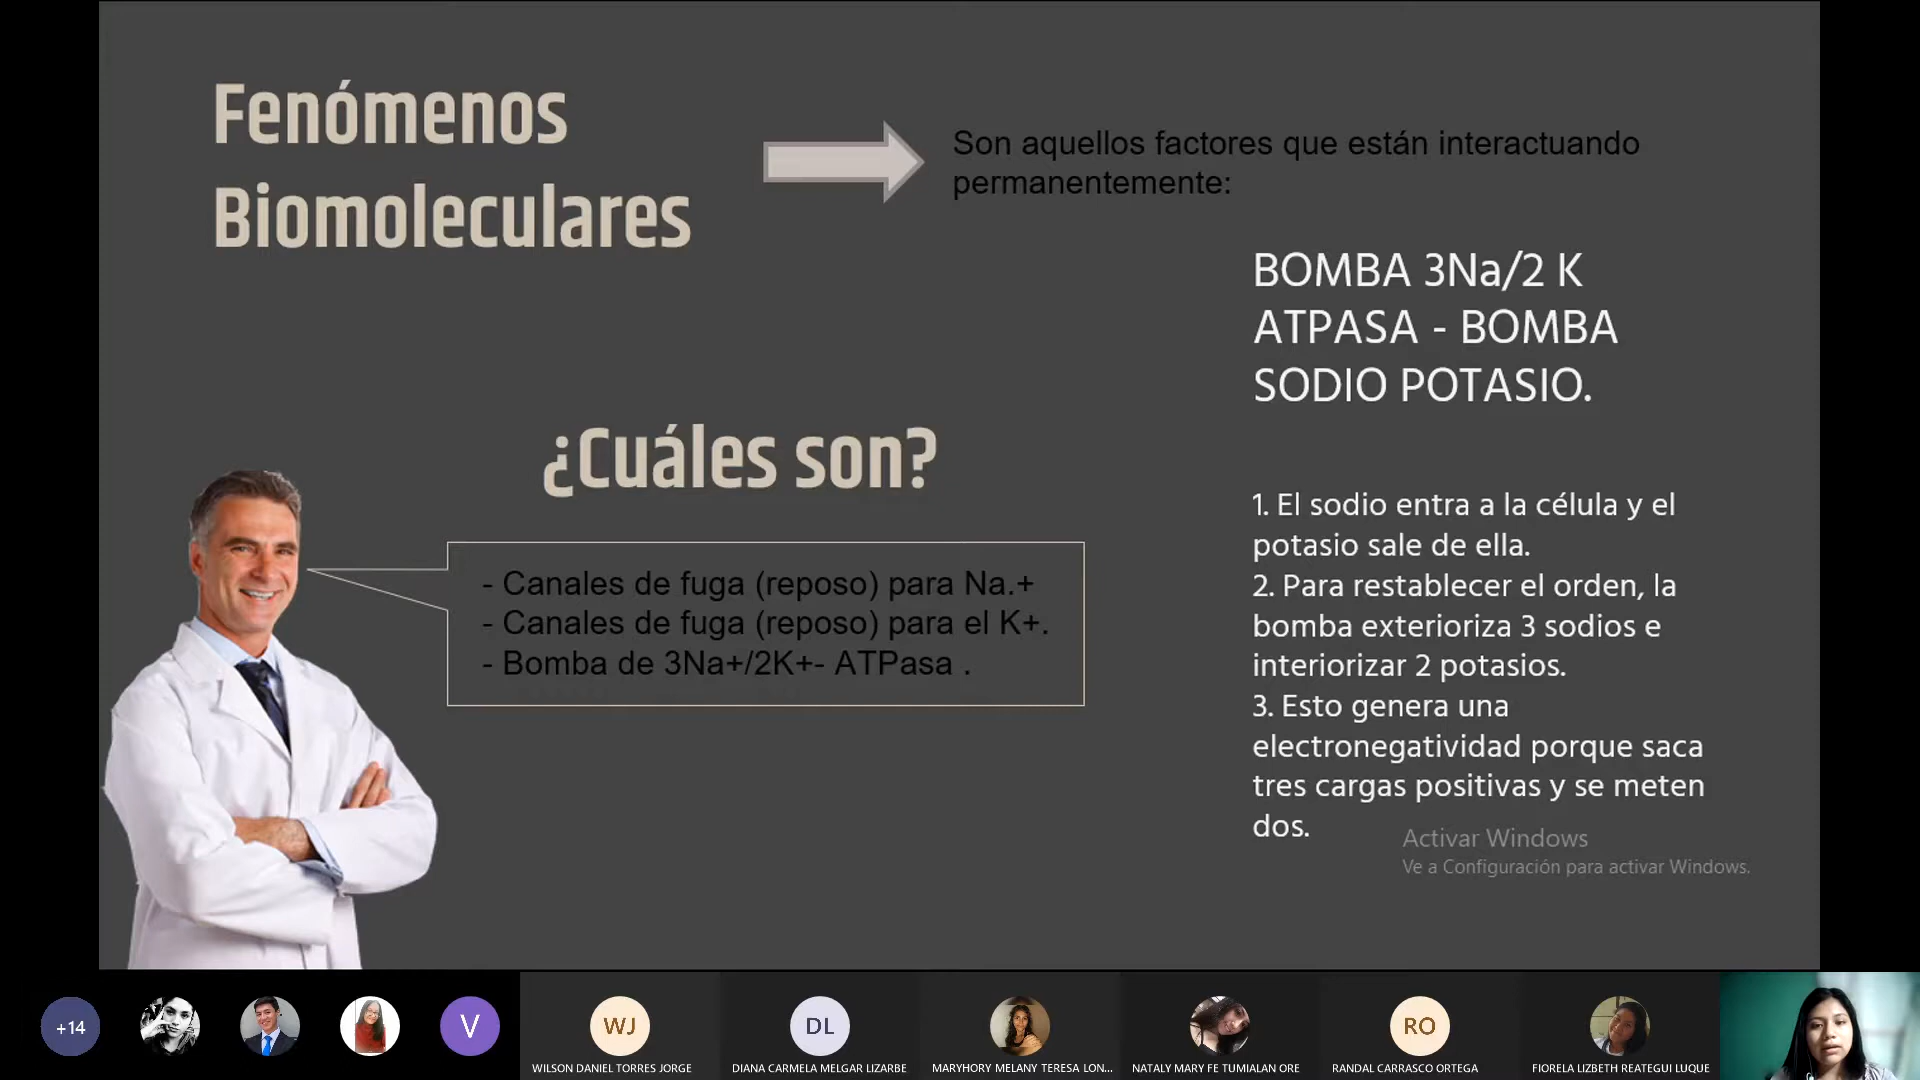 Fenómenos
Biomoleculares
Son aquellos factores que están interactuando
permanentemente:
BOMBA 3Na/2 K
ATPASA - BOMBA
SODIO POTASIO.
¿Cuáles son?
- Canales de fuga (reposo) para Na.+
- Canales de fuga (reposo) para el K+.
- Bomba de 3Na+/2K+- ATPasa .
1. El sodio entra a la célula y el
potasio sale de ella.
2. Para restablecer el orden, la
bomba exterioriza 3 sodios e
interiorizar 2 potasios.
3. Esto genera una
electronegatividad porque saca
tres cargas positivas y se meten
dos.
Activar Windows
Ve a Configuración para activar Windows.
+14
V
WJ
DL
RO
WILSON DANIEL TORRES JORGE
DIANA CARMELA MELGAR LIZARBE
MARYHORY MELANY TERESA LON...
NATALY MARY FE TUMIALAN ORE
RANDAL CARRASCO ORTEGA
FIORELA LIZBETH REATEGUI LUQUE